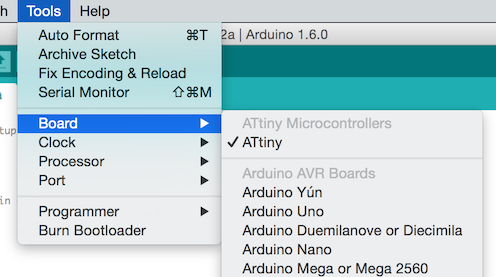 h Tools Help
2a | Arduino 1.6.0
Auto Format ⌘T
Archive Sketch
Fix Encoding & Reload
Serial Monitor ⇧⌘M
Board
Clock
Processor
Port
Programmer
Burn Bootloader
ATtiny Microcontrollers
✓ ATtiny
Arduino AVR Boards
Arduino Yún
Arduino Uno
Arduino Duemilanove or Diecimila
Arduino Nano
Arduino Mega or Mega 2560
a
tup
in